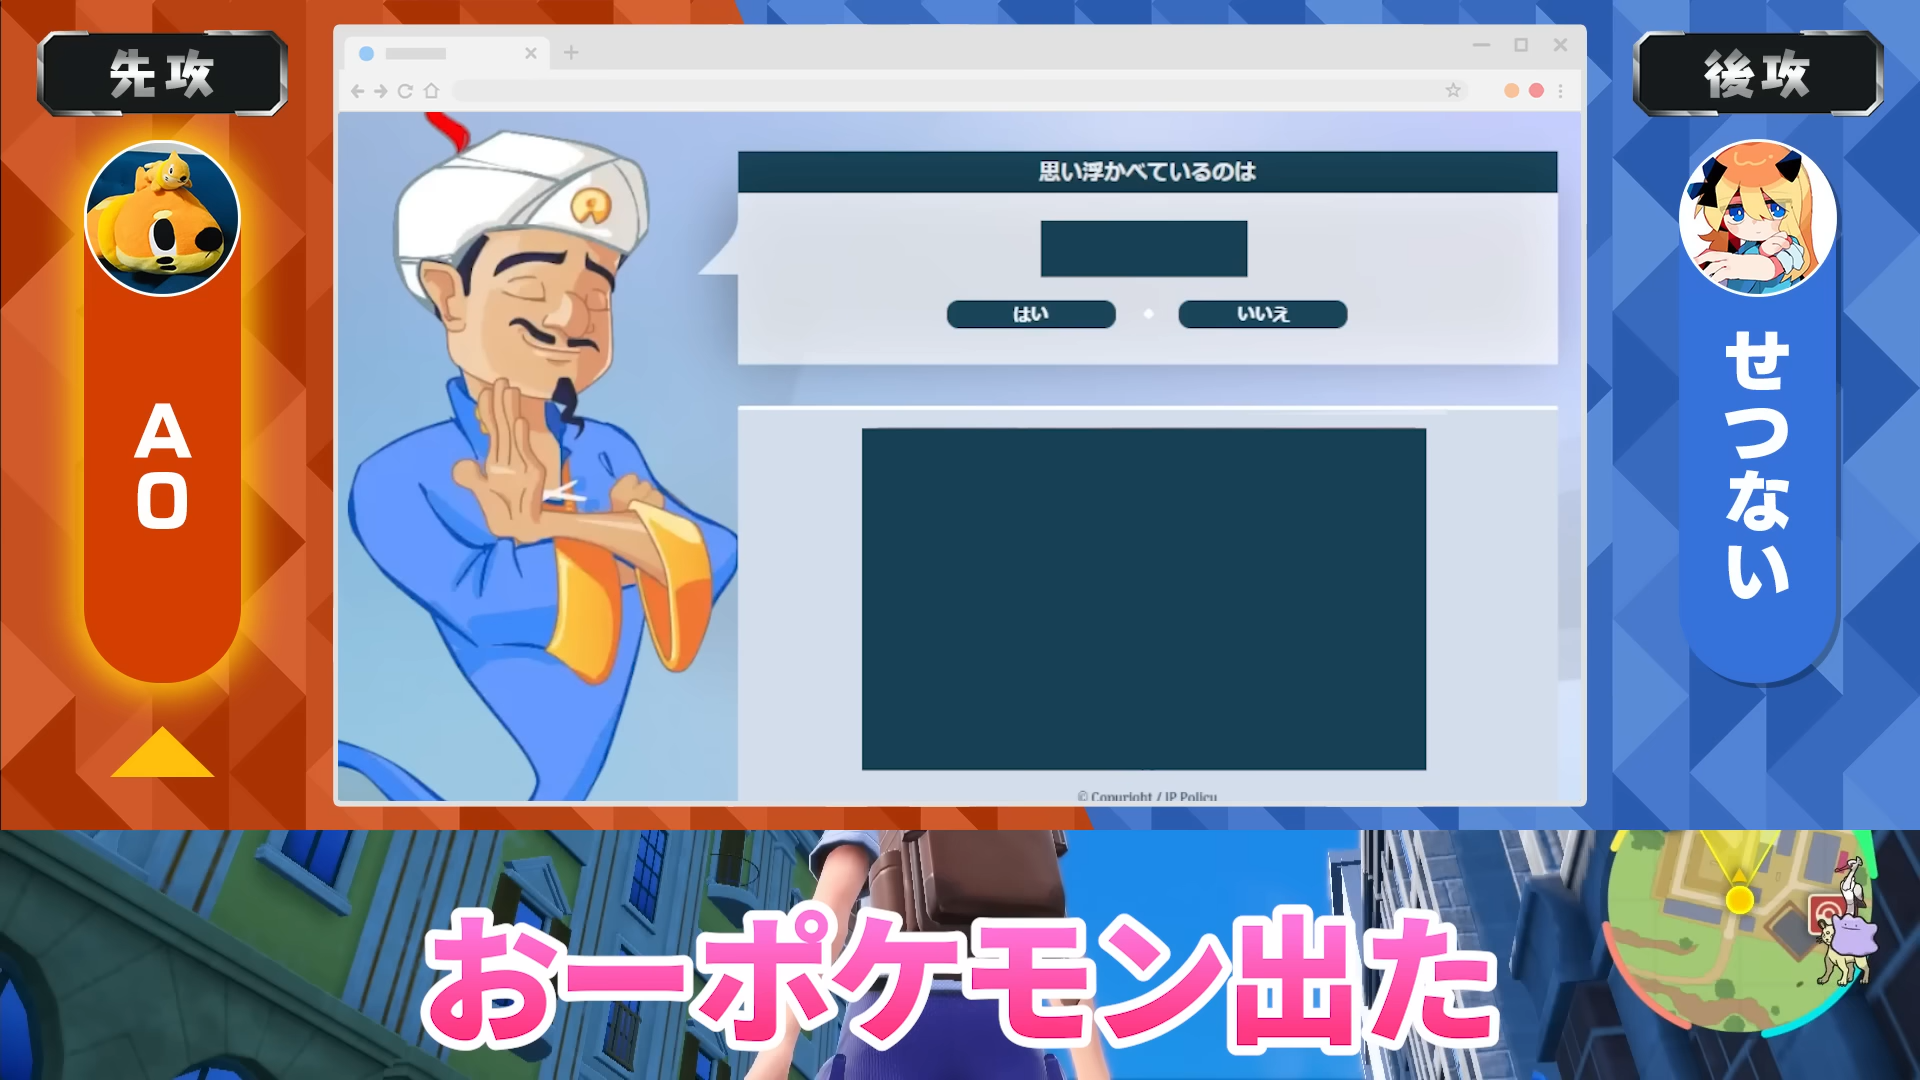 先攻
後攻
思い浮かべているのは
はい
いいえ
AO
せつない
© Copyright / IP Policy
おーポケモン出た